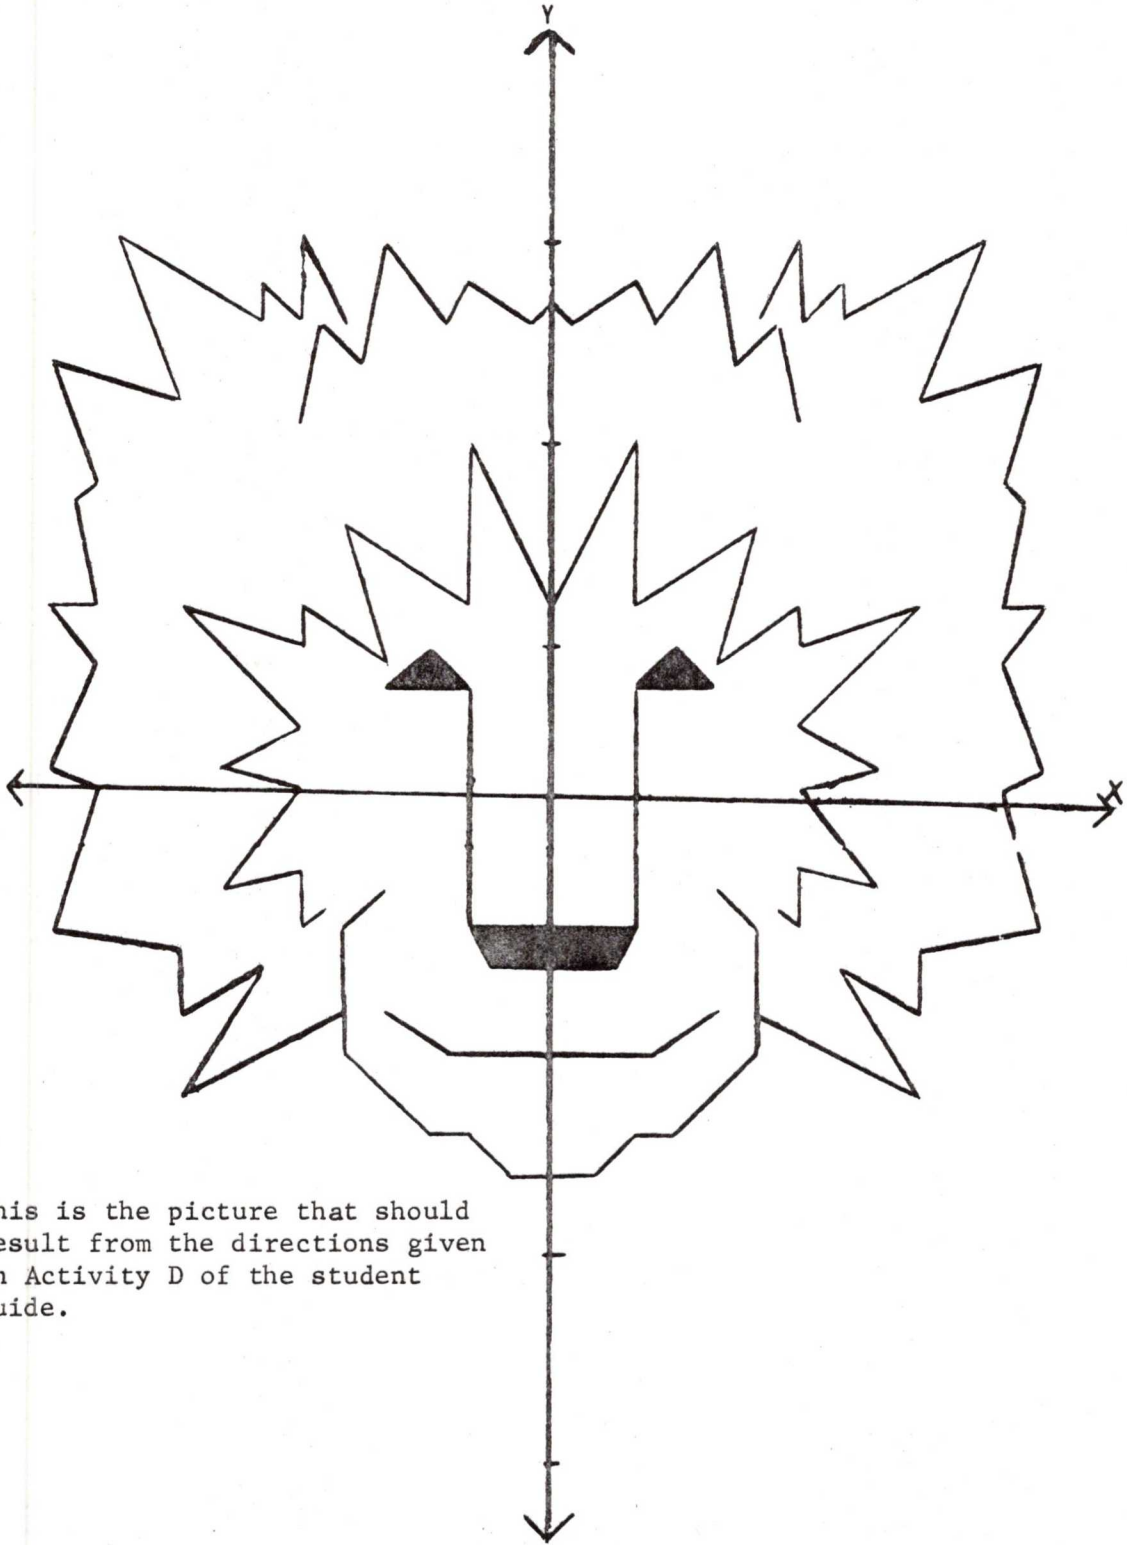 Y
X
his is the picture that should
esult from the directions given
n Activity D of the student
uide.